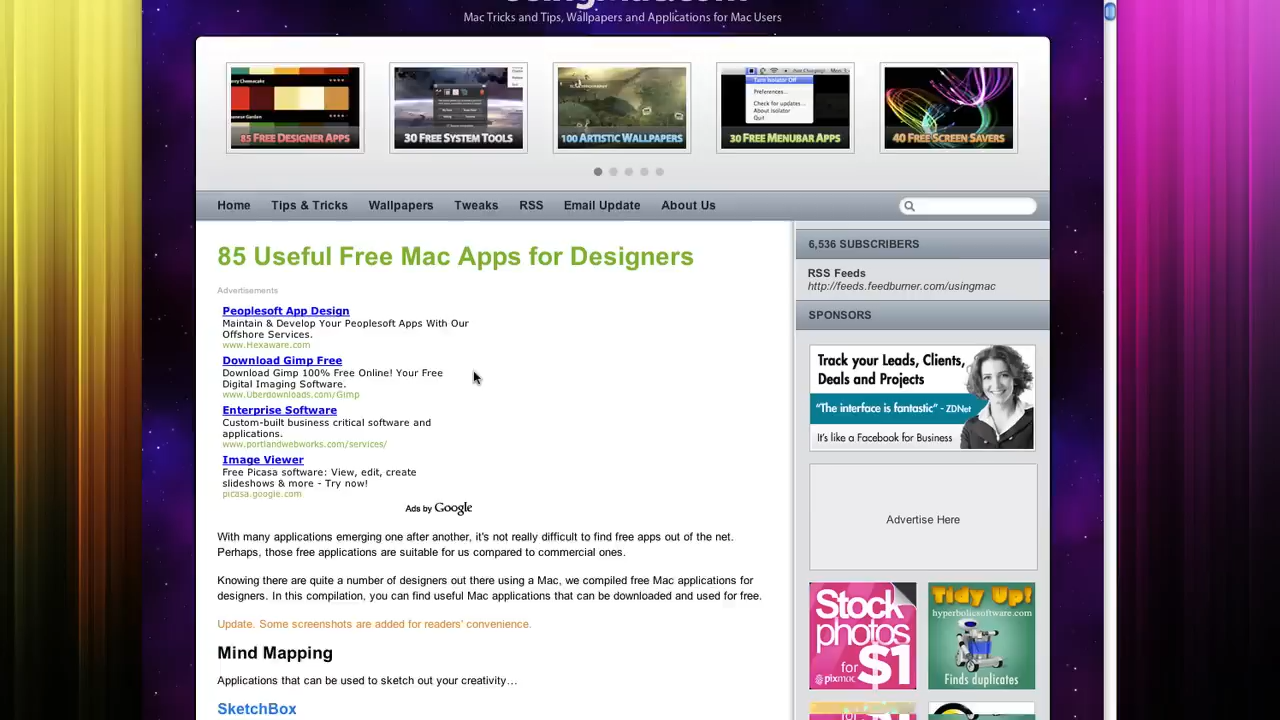 Mac Tricks and Tips, Wallpapers and Applications for Mac Users
85 FREE DESIGNER APPS
30 FREE SYSTEM TOOLS
100 ARTISTIC WALLPAPERS
Preferences...
Check for updates...
About Isolator
Quit
30 FREE MENUBAR APPS
40 FREE SCREEN SAVERS
Home
Tips & Tricks
Wallpapers
Tweaks
RSS
Email Update
About Us
85 Useful Free Mac Apps for Designers
Advertisements
Peoplesoft App Design
Maintain & Develop Your Peoplesoft Apps With Our
Offshore Services.
www.Hexaware.com
Download Gimp Free
Download Gimp 100% Free Online! Your Free
Digital Imaging Software.
www.Uberdownloads.com/Gimp
Enterprise Software
Custom-built business critical software and
applications.
www.portlandwebworks.com/services/
Image Viewer
Free Picasa software: View, edit, create
slideshows & more - Try now!
picasa.google.com
Ads by Google
With many applications emerging one after another, it's not really difficult to find free apps out of the net.
Perhaps, those free applications are suitable for us compared to commercial ones.
Knowing there are quite a number of designers out there using a Mac, we compiled free Mac applications for
designers. In this compilation, you can find useful Mac applications that can be downloaded and used for free.
Update. Some screenshots are added for readers' convenience.
Mind Mapping
Applications that can be used to sketch out your creativity…
SketchBox
6,536 SUBSCRIBERS
RSS Feeds
http://feeds.feedburner.com/usingmac
SPONSORS
Track your Leads, Clients,
Deals and Projects
“The interface is fantastic” - ZDNet
It's like a Facebook for Business
Advertise Here
Stock
photos
for $1
pixmac
Tidy Up!
hyperbolicsoftware.com
Finds duplicates